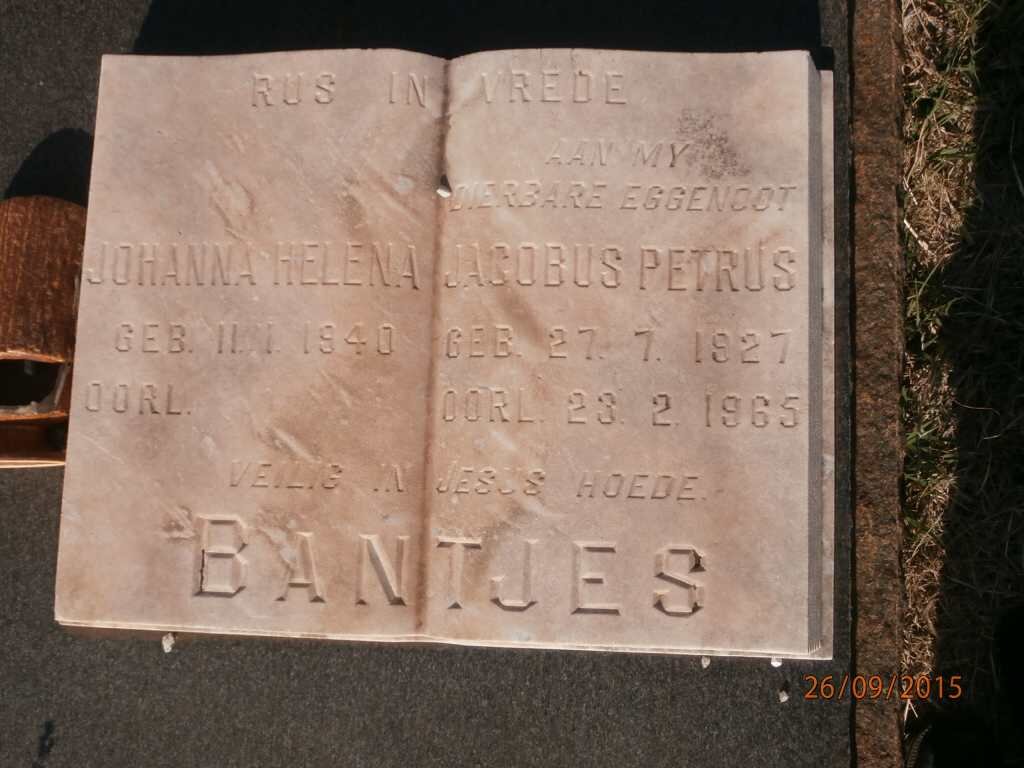 RUS IN VREDE
AAN MY
DIERBARE EGGENOOT
JOHANNA HELENA JACOBUS PETRUS
GEB. 11. 1. 1940 GEB. 27. 7. 1927
OORL. OORL. 23. 2. 1965
VEILIG IN JESUS HOEDE.
BANTJES
26/09/2015